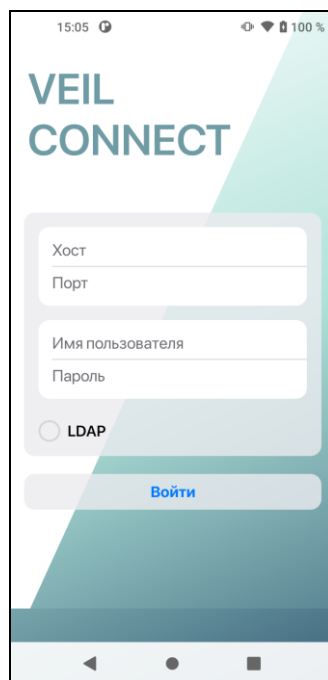 15:05 100 %
VEIL
CONNECT
Хост
Порт
Имя пользователя
Пароль
LDAP
Войти